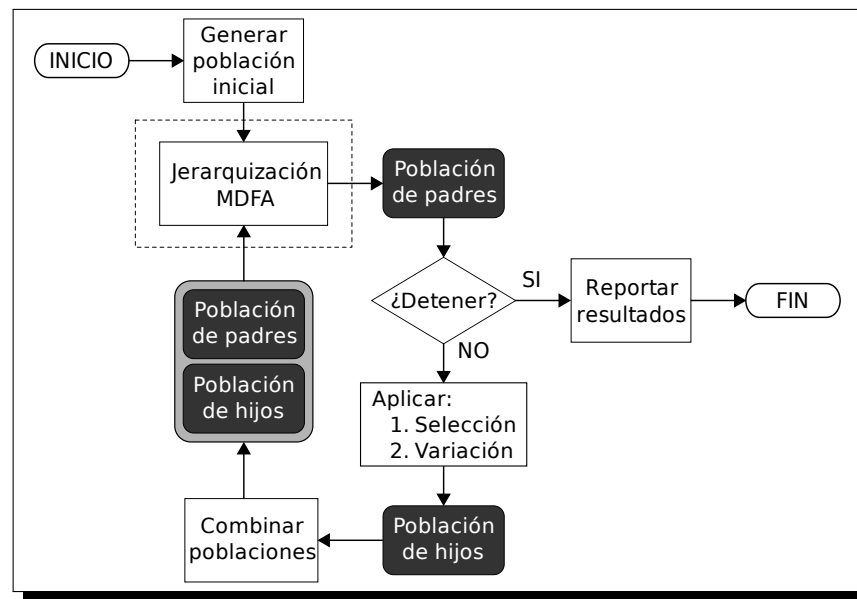 INICIO
Generar
población
inicial
Jerarquización
MDFA
Población
de padres
¿Detener?
SI
Reportar
resultados
FIN
NO
Aplicar:
1. Selección
2. Variación
Población
de hijos
Combinar
poblaciones
Población
de padres
Población
de hijos